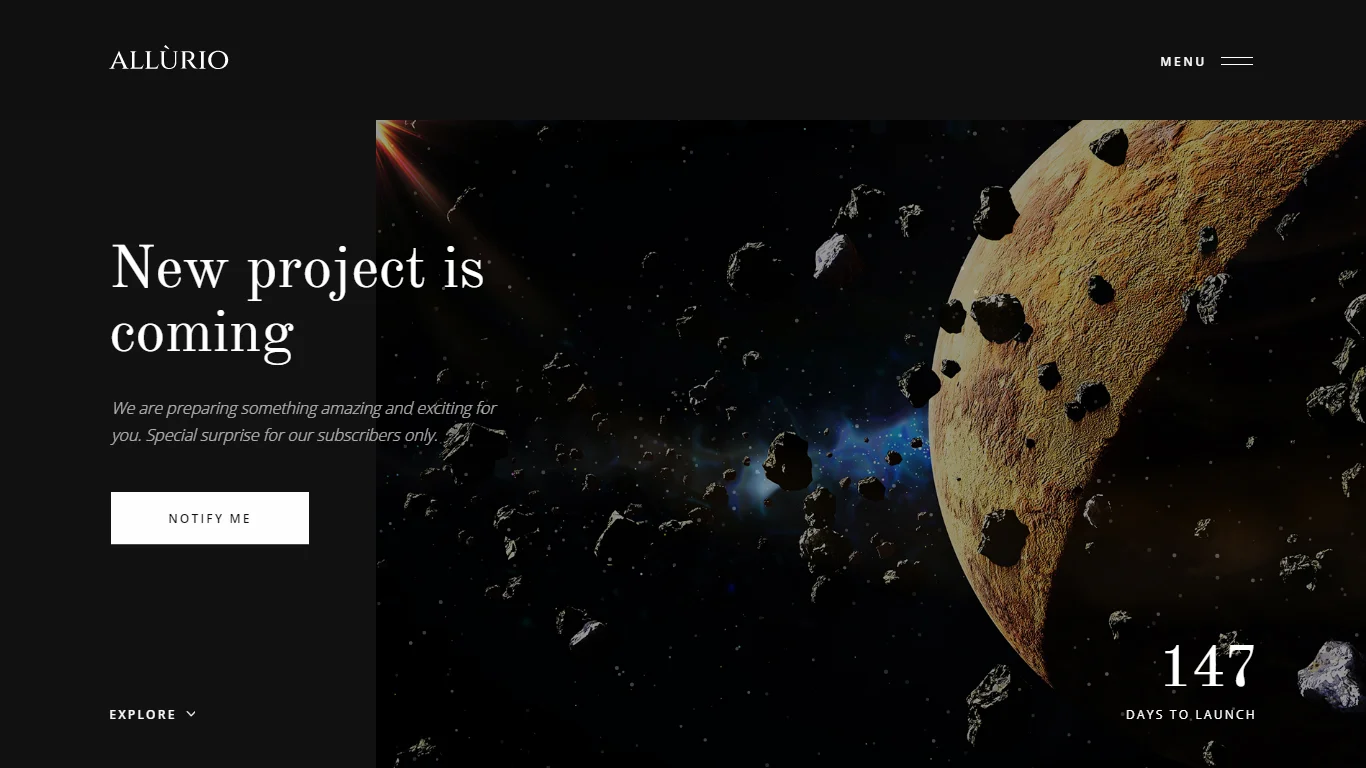 ALLÙRIO
MENU
New project is
coming
We are preparing something amazing and exciting for
you. Special surprise for our subscribers only.
NOTIFY ME
EXPLORE
147
DAYS TO LAUNCH